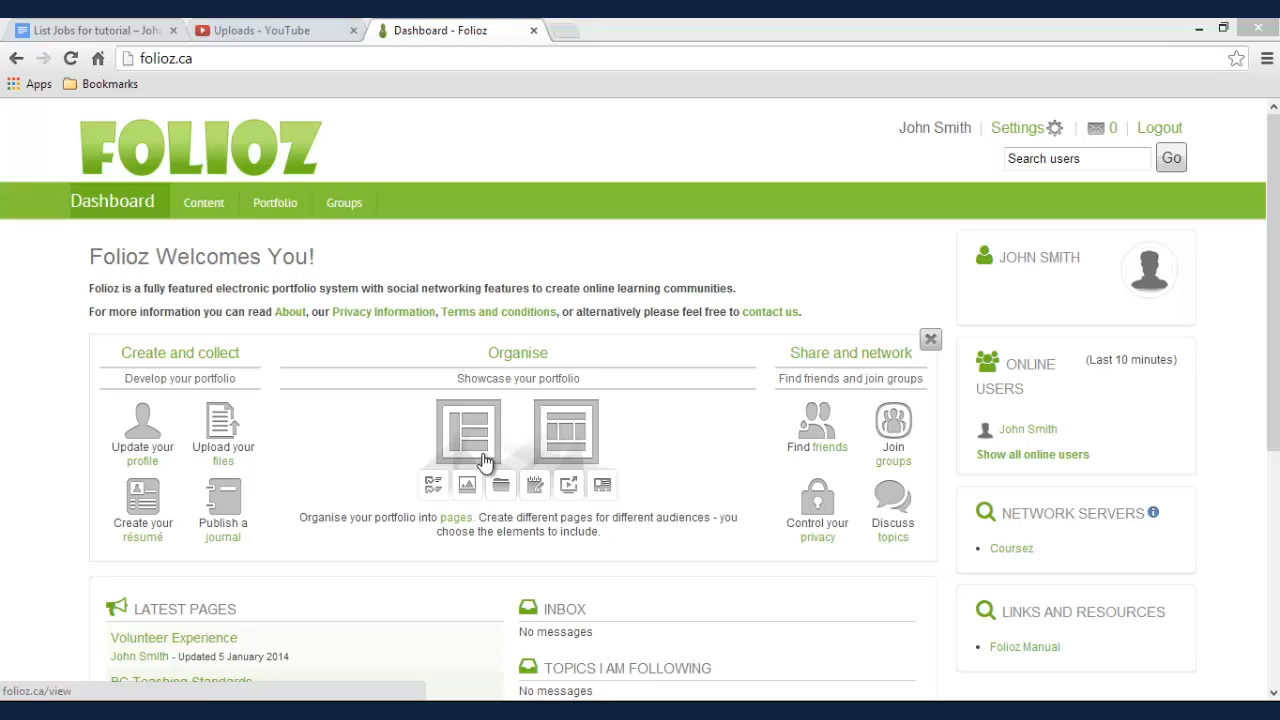 List Jobs for tutorial – Joh
Uploads - YouTube
Dashboard - Folioz
folioz.ca
Apps
Bookmarks
FOLIOZ
John Smith | Settings | 0 | Logout
Search users Go
Dashboard Content Portfolio Groups
Folioz Welcomes You!
Folioz is a fully featured electronic portfolio system with social networking features to create online learning communities.
For more information you can read About, our Privacy Information, Terms and conditions, or alternatively please feel free to contact us.
Create and collect
Develop your portfolio
Update your
profile
Upload your
files
Create your
résumé
Publish a
journal
Organise
Showcase your portfolio
Organise your portfolio into pages. Create different pages for different audiences - you
choose the elements to include.
Share and network
Find friends and join groups
Find friends
Join
groups
Control your
privacy
Discuss
topics
LATEST PAGES
Volunteer Experience
John Smith - Updated 5 January 2014
BC Teaching Standards
INBOX
No messages
TOPICS I AM FOLLOWING
No messages
JOHN SMITH
ONLINE
USERS
(Last 10 minutes)
John Smith
Show all online users
NETWORK SERVERS
Coursez
LINKS AND RESOURCES
Folioz Manual
folioz.ca/view